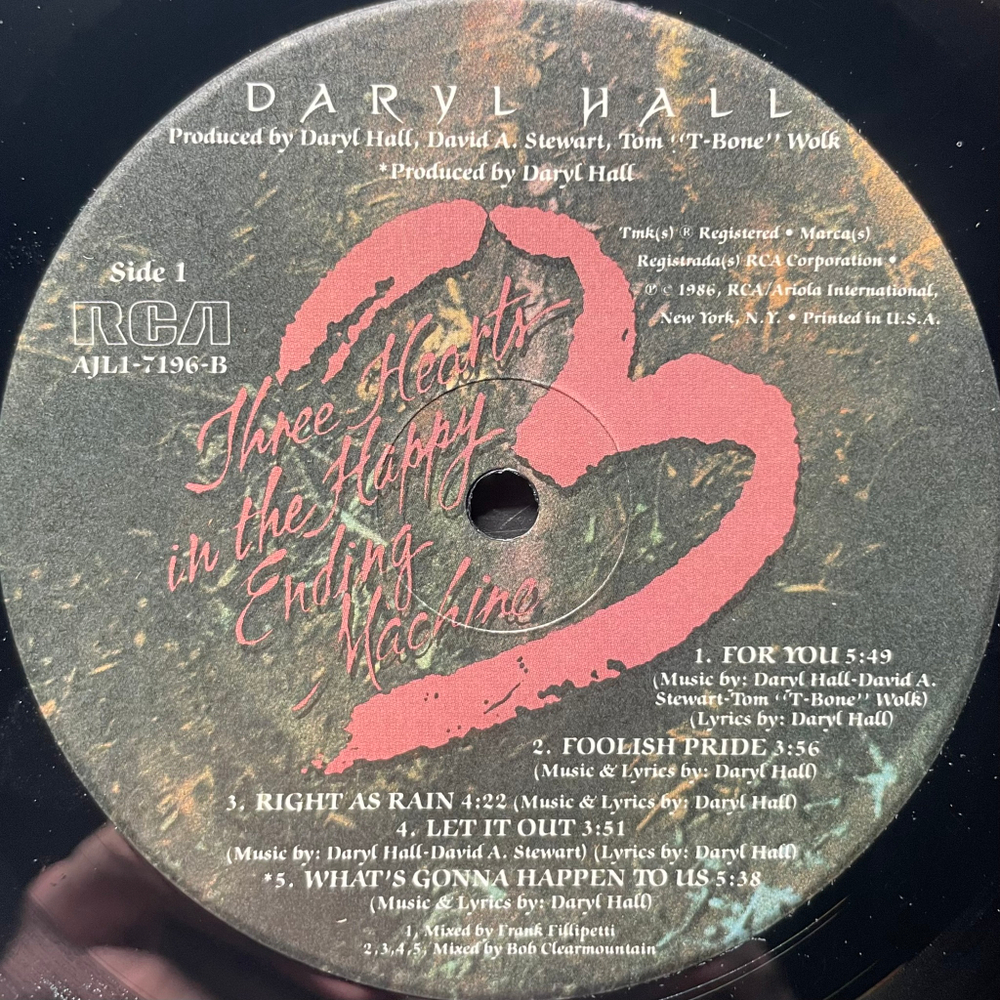 DARYL HALL
Produced by Daryl Hall, David A. Stewart, Tom "T-Bone" Wolk
*Produced by Daryl Hall
Side 1
RCA
AJL1-7196-B
Tmk(s) ® Registered • Marca(s)
Registrada(s) RCA Corporation •
℗ © 1986, RCA/Ariola International,
New York, N.Y. • Printed in U.S.A.
Three Hearts
in the Happy
Ending
Machine
1. FOR YOU 5:49
(Music by: Daryl Hall-David A.
Stewart-Tom "T-Bone" Wolk)
(Lyrics by: Daryl Hall)
2. FOOLISH PRIDE 3:56
(Music & Lyrics by: Daryl Hall)
3. RIGHT AS RAIN 4:22 (Music & Lyrics by: Daryl Hall)
4. LET IT OUT 3:51
(Music by: Daryl Hall-David A. Stewart) (Lyrics by: Daryl Hall)
*5. WHAT'S GONNA HAPPEN TO US 5:38
(Music & Lyrics by: Daryl Hall)
1, Mixed by Frank Fillipetti
2,3,4,5, Mixed by Bob Clearmountain